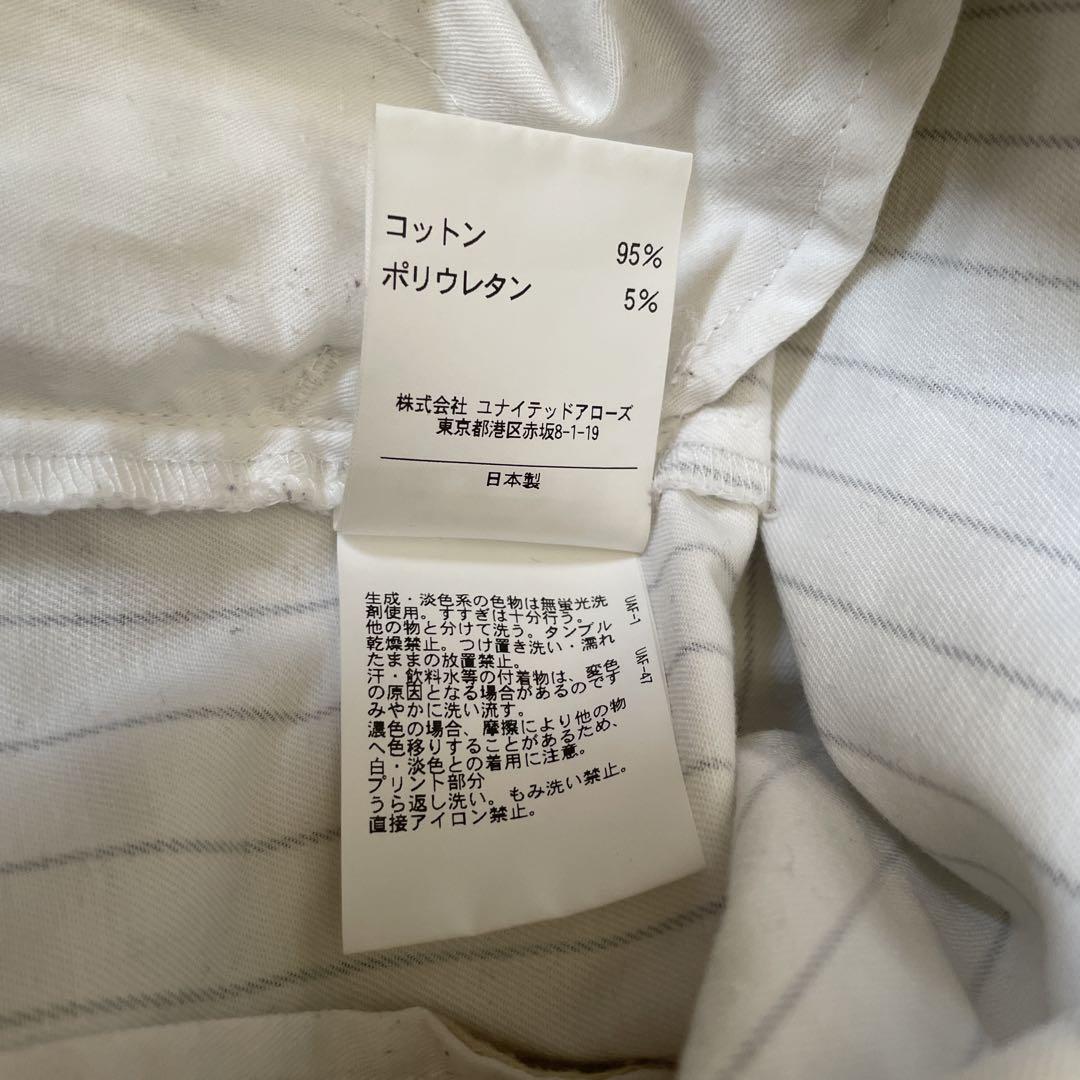 コットン 95%
ポリウレタン 5%
株式会社 ユナイテッドアローズ
東京都港区赤坂8-1-19
日本製
生成・淡色系の色物は無蛍光洗
剤使用。すすぎは十分行う。
他の物と分けて洗う。タンブル
乾燥禁止。つけ置き洗い・濡れ
たままの放置禁止。
汗・飲料水等の付着物は、変色
の原因となる場合があるのです
みやかに洗い流す。
濃色の場合、摩擦により他の物
へ色移りすることがあるため、
白・淡色との着用に注意。
プリント部分
うら返し洗い。もみ洗い禁止。
直接アイロン禁止。